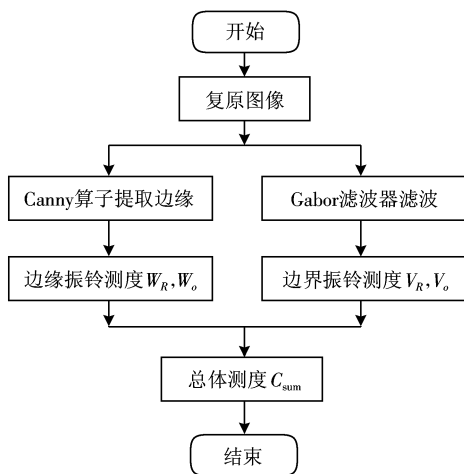 开始
复原图像
Canny算子提取边缘
Gabor滤波器滤波
边缘振铃测度W_R,W_o
边界振铃测度V_R,V_o
总体测度C_sum
结束